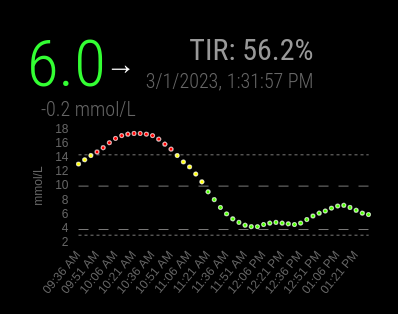 6.0→
TIR: 56.2%
3/1/2023, 1:31:57 PM
-0.2 mmol/L
18
16
14
12
10
8
6
4
2
mmol/L
09:36 AM
09:51 AM
10:06 AM
10:21 AM
10:36 AM
10:51 AM
11:06 AM
11:21 AM
11:36 AM
11:51 AM
12:06 PM
12:21 PM
12:36 PM
12:51 PM
01:06 PM
01:21 PM